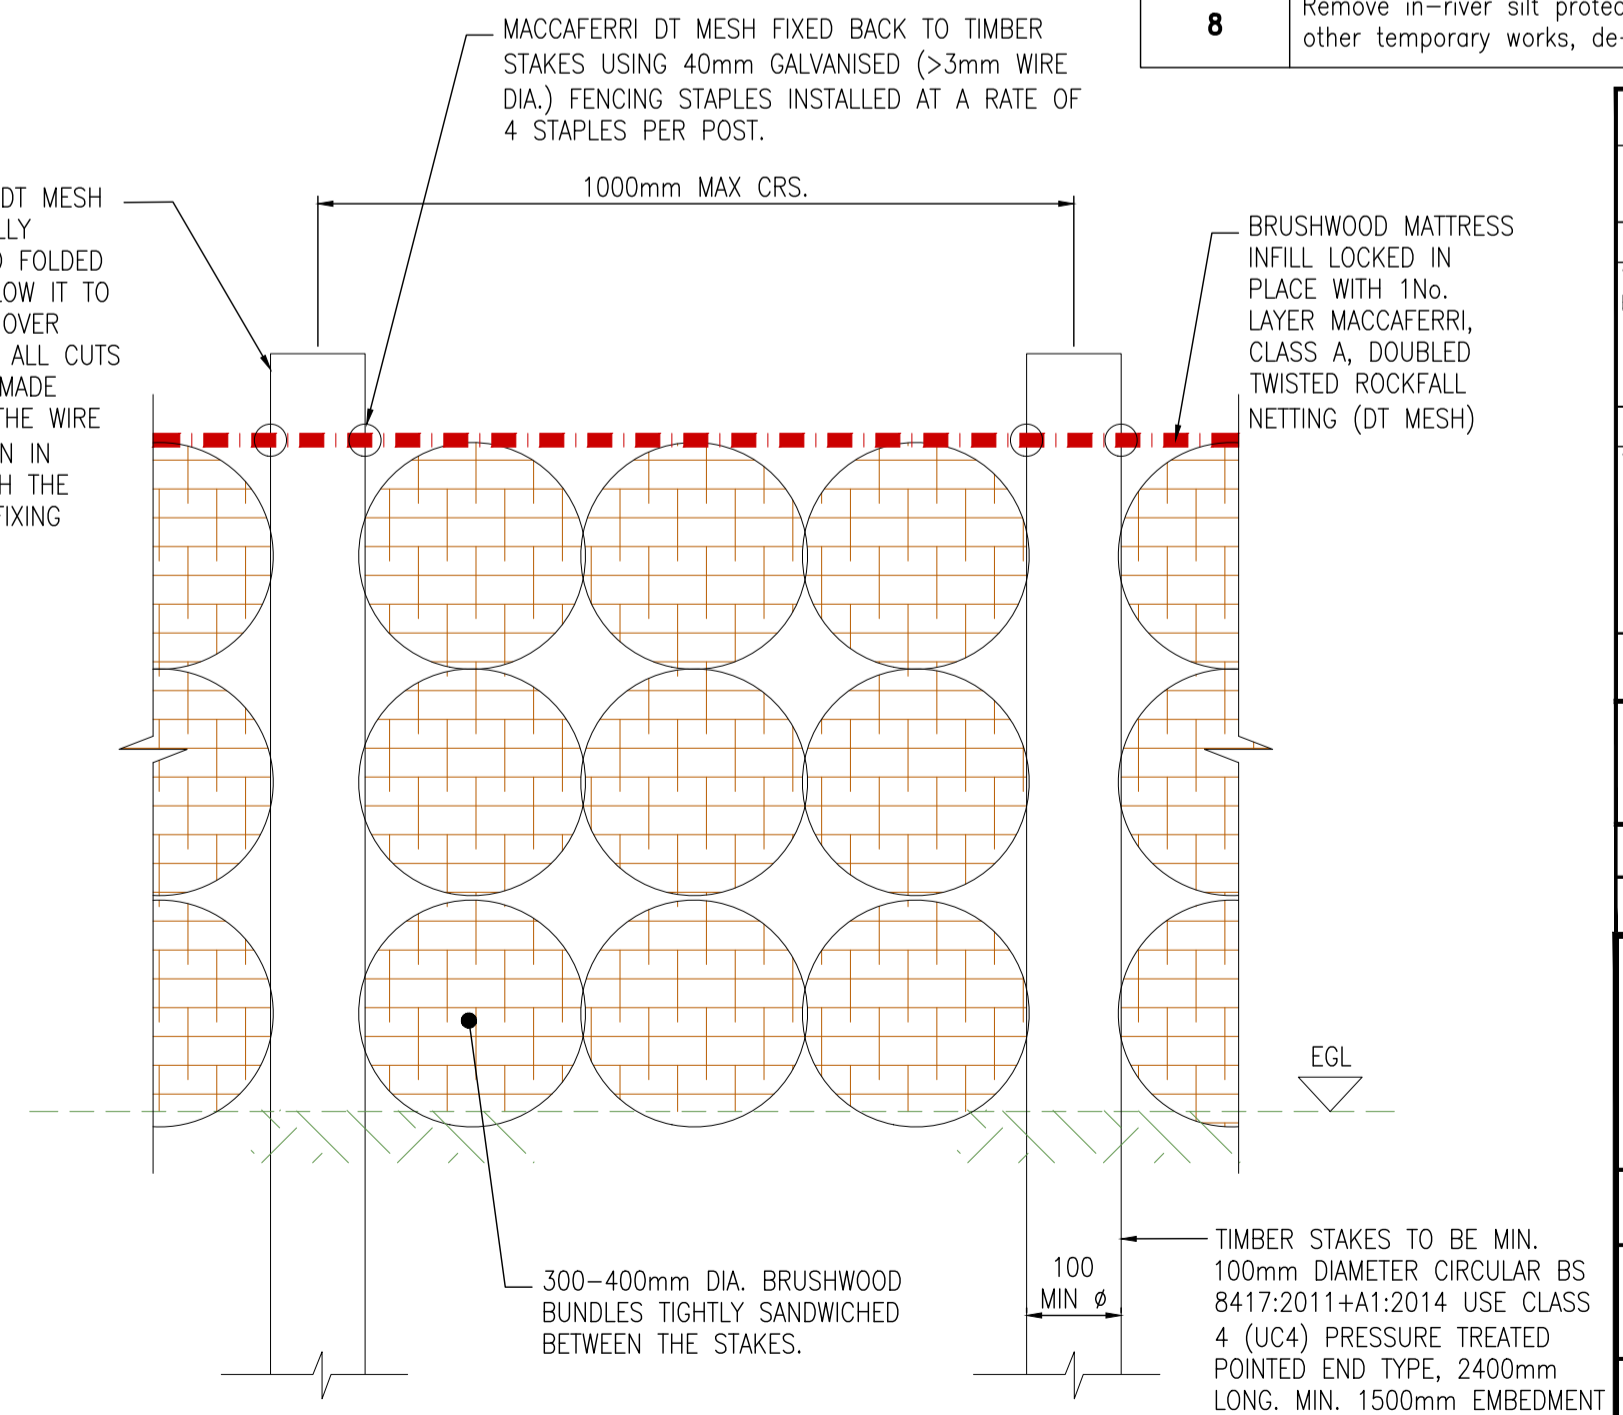 8
Remove in-river silt protec
other temporary works, de-
MACCAFERRI DT MESH FIXED BACK TO TIMBER
STAKES USING 40mm GALVANISED (>3mm WIRE
DIA.) FENCING STAPLES INSTALLED AT A RATE OF
4 STAPLES PER POST.
1000mm MAX CRS.
DT MESH
LLY
FOLDED
LOW IT TO
OVER
ALL CUTS
MADE
THE WIRE
N IN
H THE
FIXING
BRUSHWOOD MATTRESS
INFILL LOCKED IN
PLACE WITH 1No.
LAYER MACCAFERRI,
CLASS A, DOUBLED
TWISTED ROCKFALL
NETTING (DT MESH)
EGL
300-400mm DIA. BRUSHWOOD
BUNDLES TIGHTLY SANDWICHED
BETWEEN THE STAKES.
100
MIN ø
TIMBER STAKES TO BE MIN.
100mm DIAMETER CIRCULAR BS
8417:2011+A1:2014 USE CLASS
4 (UC4) PRESSURE TREATED
POINTED END TYPE, 2400mm
LONG. MIN. 1500mm EMBEDMENT